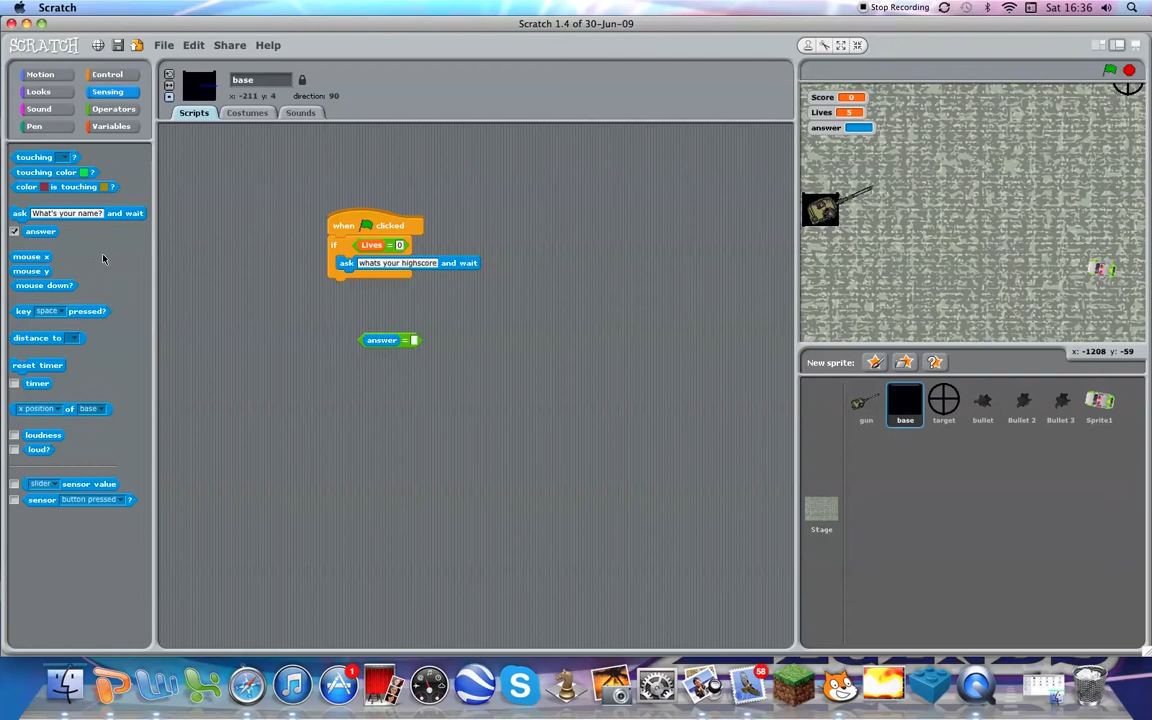 Scratch
Stop Recording
Sat 16:36
Scratch 1.4 of 30-Jun-09
SCRATCH
File Edit Share Help
Motion Control
Looks Sensing
Sound Operators
Pen Variables
base
x: -211 y: 4 direction: 90
Scripts Costumes Sounds
touching ?
touching color ?
color is touching ?
ask What's your name? and wait
answer
mouse x
mouse y
mouse down?
key space pressed?
distance to
reset timer
timer
x position of base
loudness
loud?
slider sensor value
sensor button pressed ?
when clicked
if Lives = 0
ask whats your highscore and wait
answer =
Score 0
Lives 5
answer
x: -1208 y: -59
New sprite:
gun base target bullet Bullet 2 Bullet 3 Sprite1
Stage
1
58